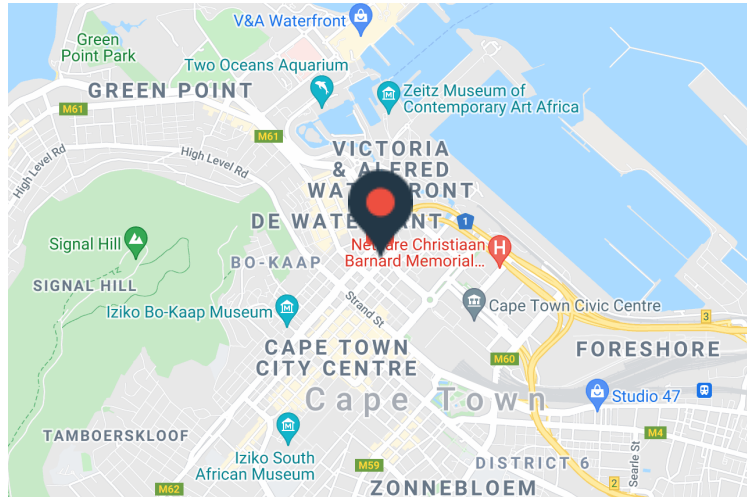 V&A Waterfront
Green
Point Park
Two Oceans Aquarium
GREEN POINT
Zeitz Museum of
Contemporary Art Africa
M61
M61
High Level Rd
High Level Rd
VICTORIA
& ALFRED
WATERFRONT
DE WATERKANT
1
Signal Hill
BO-KAAP
Christiaan
Barnard Memorial...
H
SIGNAL HILL
Iziko Bo-Kaap Museum
Strand St
Cape Town Civic Centre
3
CAPE TOWN
CITY CENTRE
M60
FORESHORE
Cape Town
Studio 47
TAMBOERSKLOOF
M4
Iziko South
African Museum
M59
DISTRICT 6
Searle St
M62
ZONNEBLOEM
2